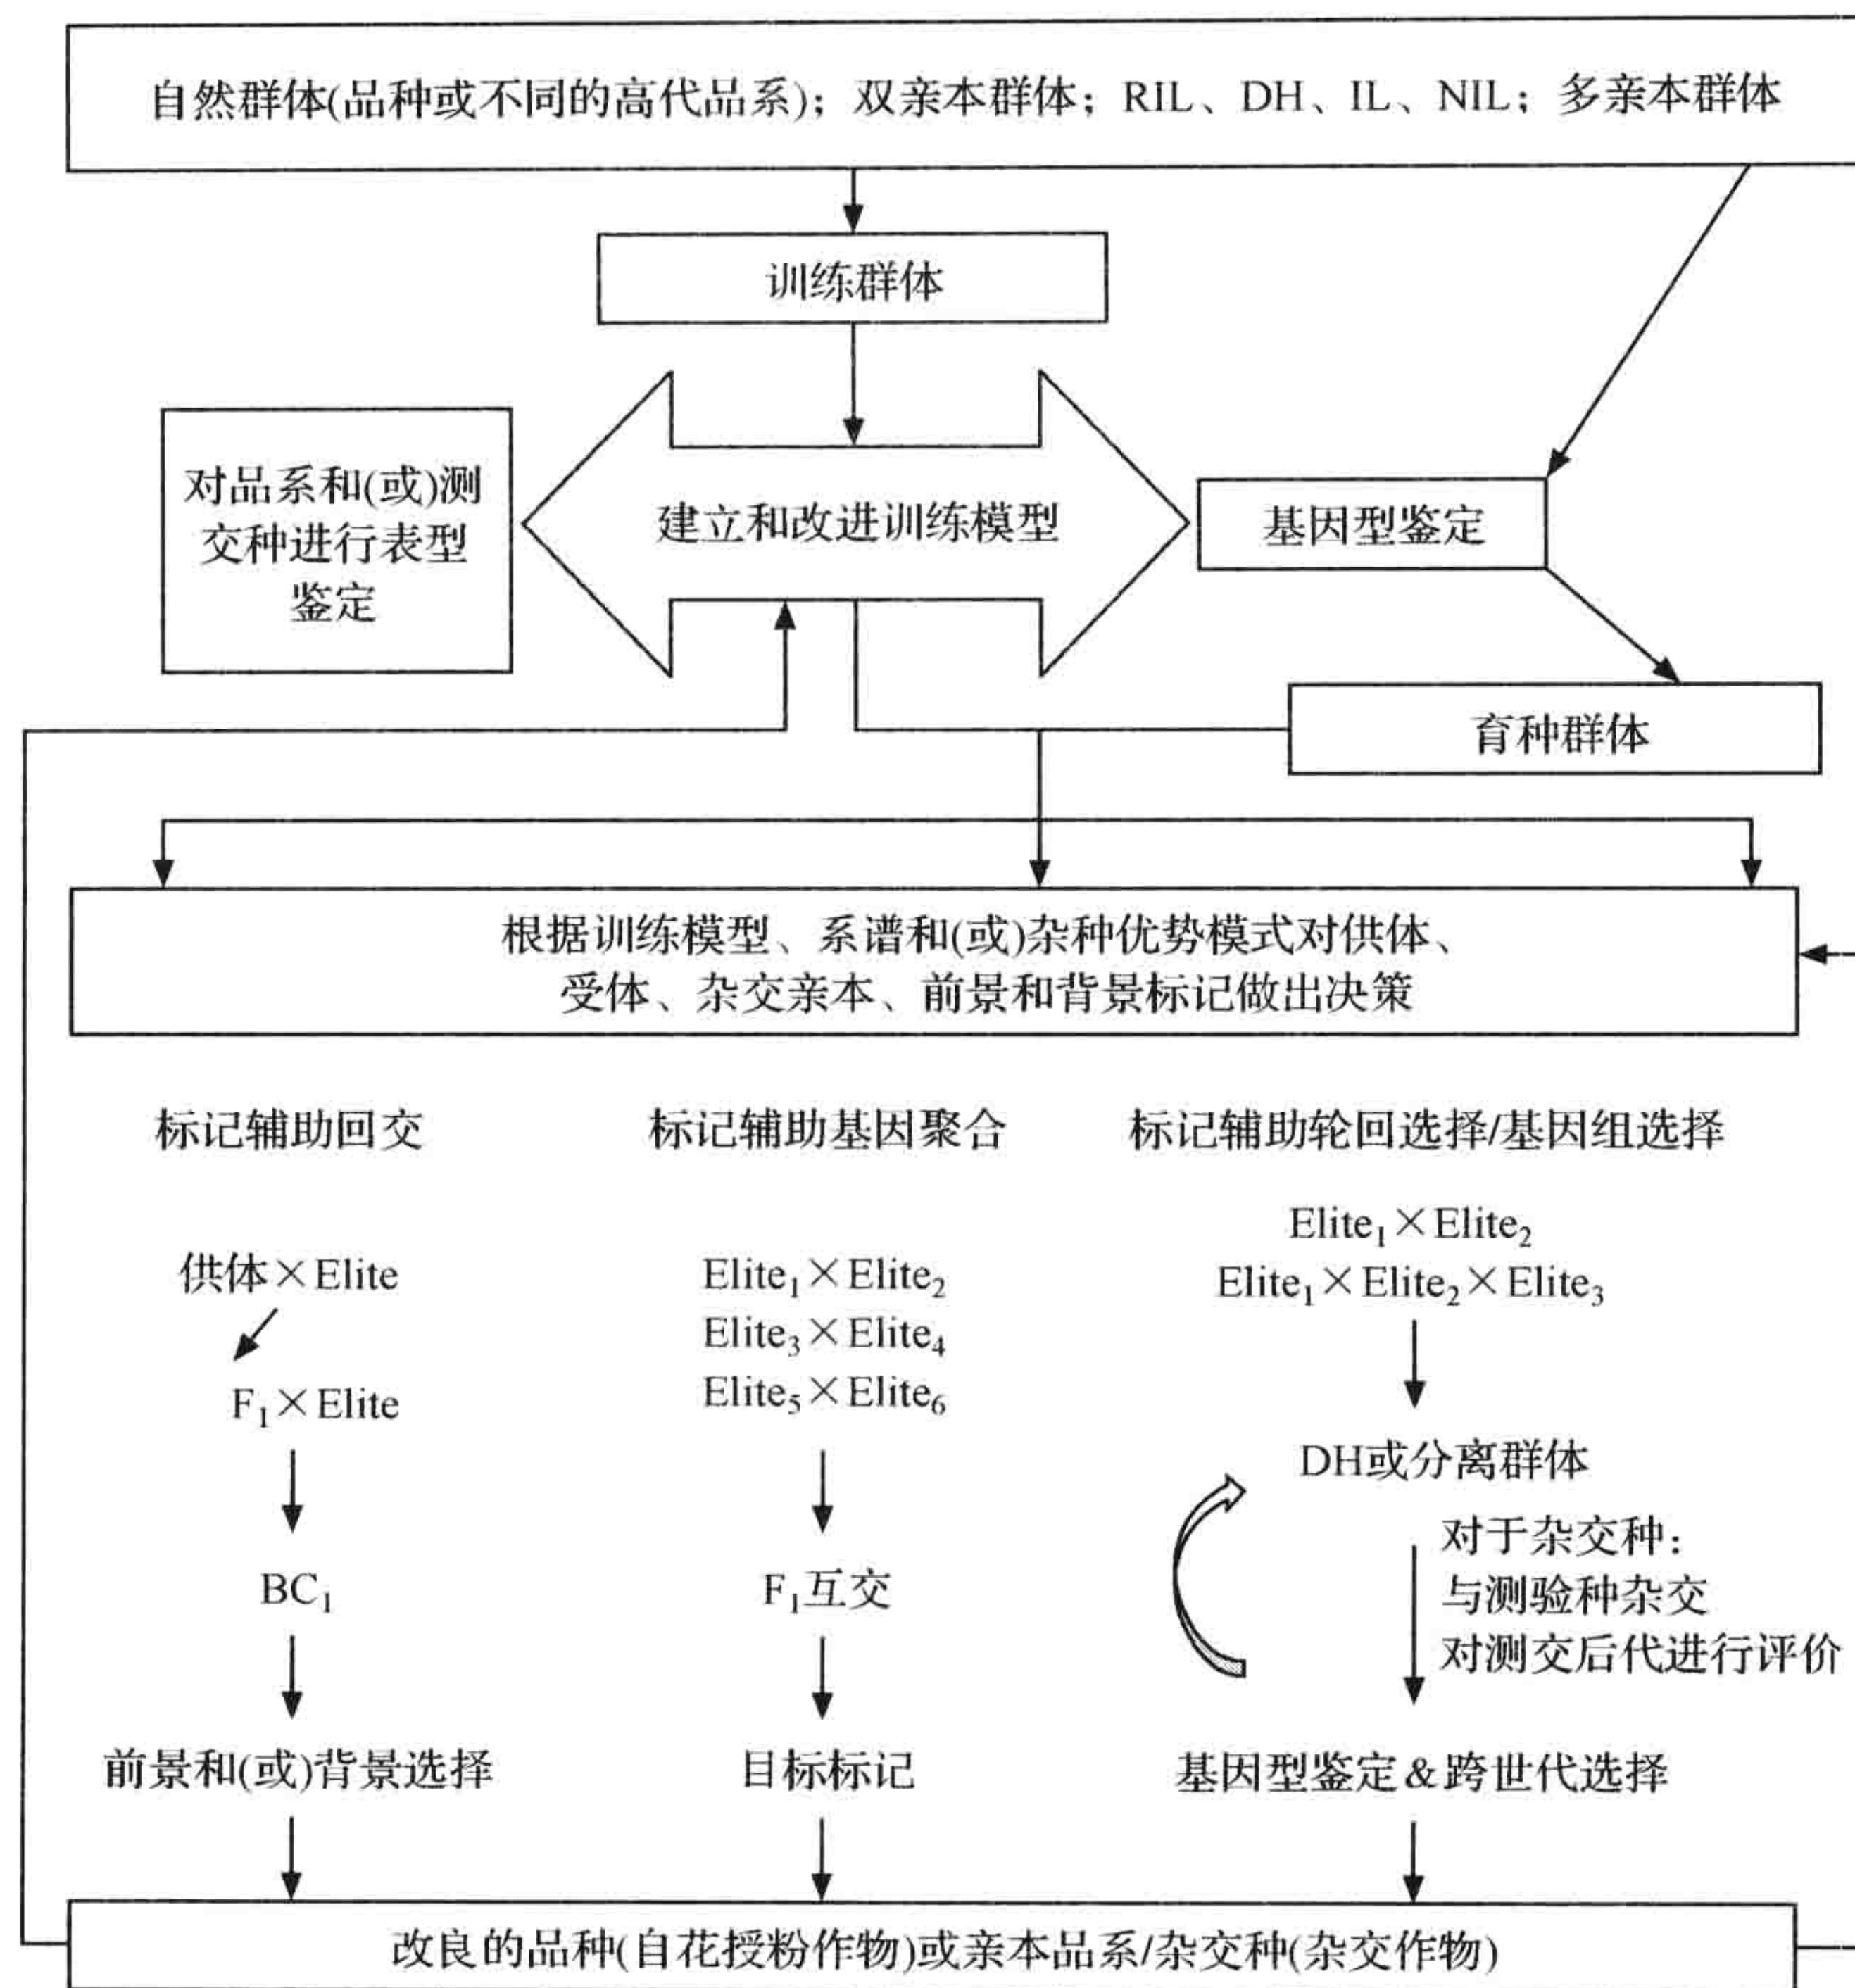 自然群体(品种或不同的高代品系)；双亲本群体；RIL、DH、IL、NIL；多亲本群体
训练群体
对品系和(或)测
交种进行表型
鉴定
建立和改进训练模型
基因型鉴定
育种群体
根据训练模型、系谱和(或)杂种优势模式对供体、
受体、杂交亲本、前景和背景标记做出决策
标记辅助回交
供体×Elite
F₁×Elite
BC₁
前景和(或)背景选择
标记辅助基因聚合
Elite₁×Elite₂
Elite₃×Elite₄
Elite₅×Elite₆
F₁互交
目标标记
标记辅助轮回选择/基因组选择
Elite₁×Elite₂
Elite₁×Elite₂×Elite₃
DH或分离群体
对于杂交种：
与测验种杂交
对测交后代进行评价
基因型鉴定&跨世代选择
改良的品种(自花授粉作物)或亲本品系/杂交种(杂交作物)